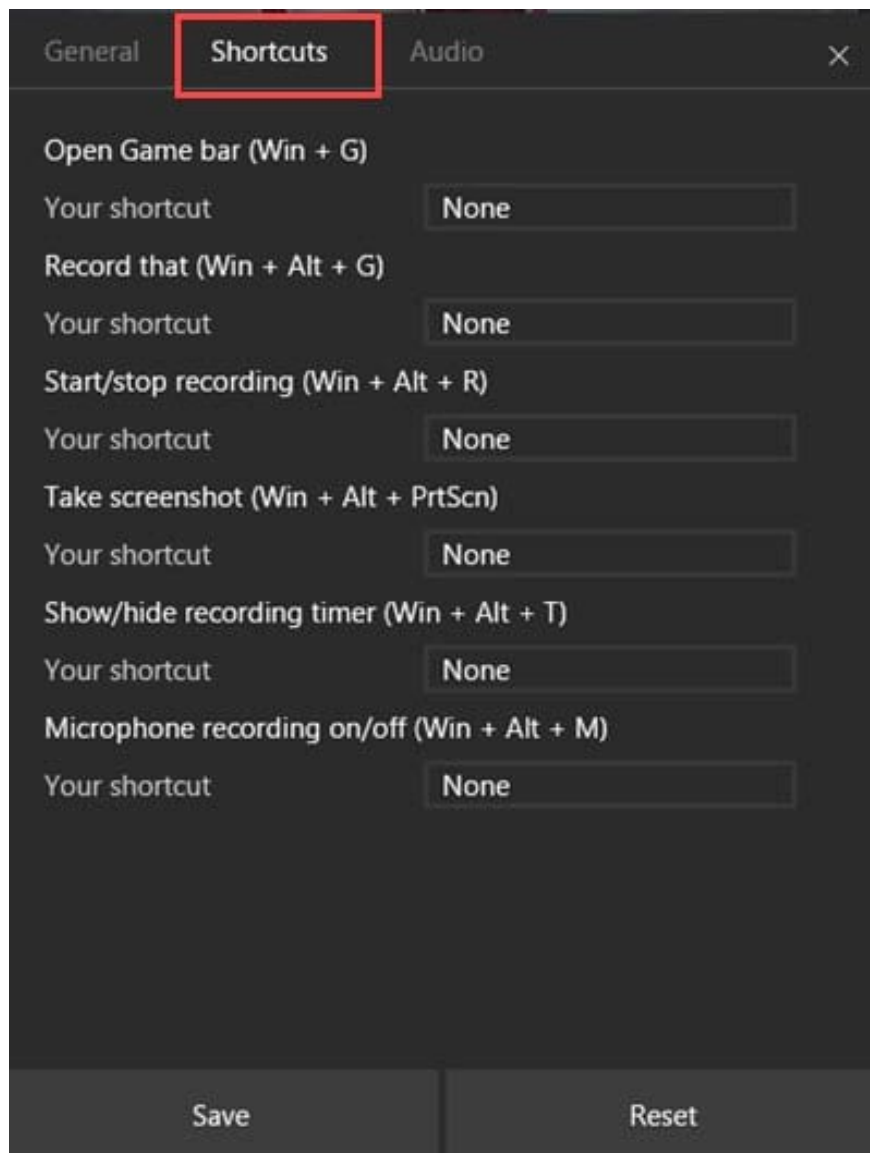 General Shortcuts Audio ×
Open Game bar (Win + G)
Your shortcut None
Record that (Win + Alt + G)
Your shortcut None
Start/stop recording (Win + Alt + R)
Your shortcut None
Take screenshot (Win + Alt + PrtScn)
Your shortcut None
Show/hide recording timer (Win + Alt + T)
Your shortcut None
Microphone recording on/off (Win + Alt + M)
Your shortcut None
Save Reset